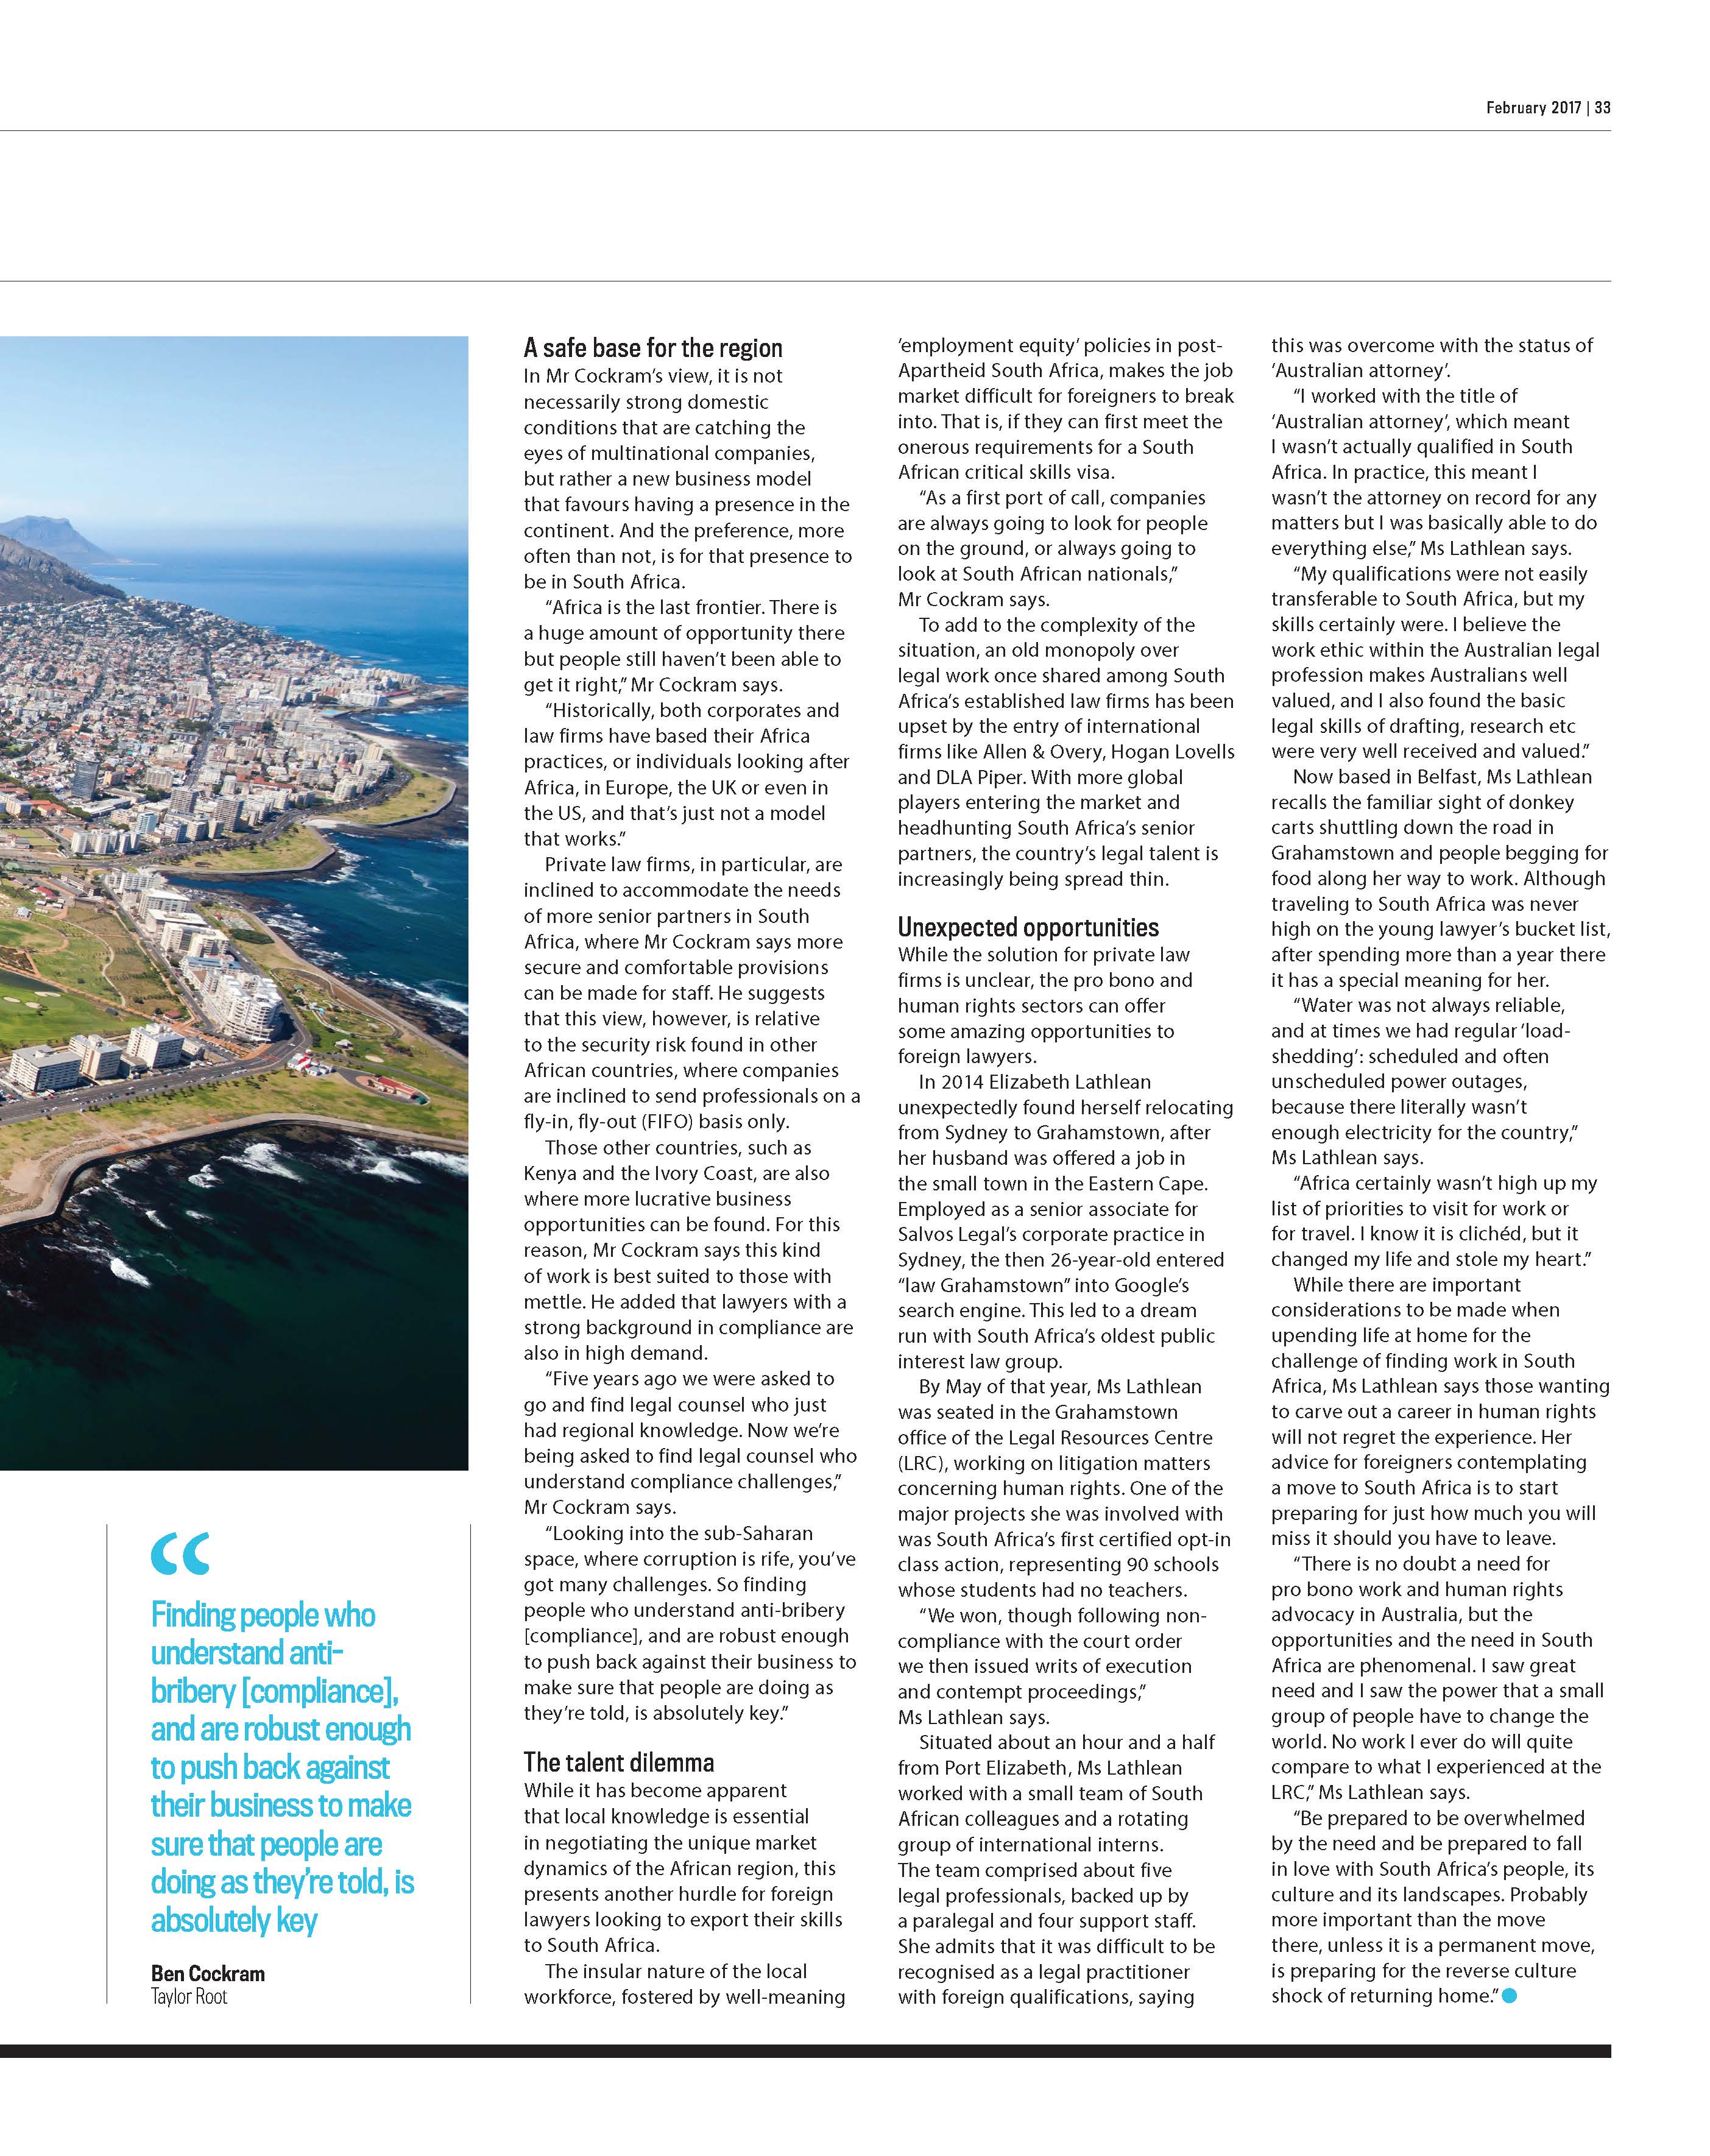 February 2017 | 33
A safe base for the region
In Mr Cockram’s view, it is not
necessarily strong domestic
conditions that are catching the
eyes of multinational companies,
but rather a new business model
that favours having a presence in the
continent. And the preference, more
often than not, is for that presence to
be in South Africa.
“Africa is the last frontier. There is
a huge amount of opportunity there
but people still haven’t been able to
get it right,” Mr Cockram says.
“Historically, both corporates and
law firms have based their Africa
practices, or individuals looking after
Africa, in Europe, the UK or even in
the US, and that’s just not a model
that works.”
Private law firms, in particular, are
inclined to accommodate the needs
of more senior partners in South
Africa, where Mr Cockram says more
secure and comfortable provisions
can be made for staff. He suggests
that this view, however, is relative
to the security risk found in other
African countries, where companies
are inclined to send professionals on a
fly-in, fly-out (FIFO) basis only.
Those other countries, such as
Kenya and the Ivory Coast, are also
where more lucrative business
opportunities can be found. For this
reason, Mr Cockram says this kind
of work is best suited to those with
mettle. He added that lawyers with a
strong background in compliance are
also in high demand.
“Five years ago we were asked to
go and find legal counsel who just
had regional knowledge. Now we’re
being asked to find legal counsel who
understand compliance challenges,”
Mr Cockram says.
“Looking into the sub-Saharan
space, where corruption is rife, you’ve
got many challenges. So finding
people who understand anti-bribery
[compliance], and are robust enough
to push back against their business to
make sure that people are doing as
they’re told, is absolutely key.”
The talent dilemma
While it has become apparent
that local knowledge is essential
in negotiating the unique market
dynamics of the African region, this
presents another hurdle for foreign
lawyers looking to export their skills
to South Africa.
The insular nature of the local
workforce, fostered by well-meaning
‘employment equity’ policies in post-
Apartheid South Africa, makes the job
market difficult for foreigners to break
into. That is, if they can first meet the
onerous requirements for a South
African critical skills visa.
“As a first port of call, companies
are always going to look for people
on the ground, or always going to
look at South African nationals,”
Mr Cockram says.
To add to the complexity of the
situation, an old monopoly over
legal work once shared among South
Africa’s established law firms has been
upset by the entry of international
firms like Allen & Overy, Hogan Lovells
and DLA Piper. With more global
players entering the market and
headhunting South Africa’s senior
partners, the country’s legal talent is
increasingly being spread thin.
Unexpected opportunities
While the solution for private law
firms is unclear, the pro bono and
human rights sectors can offer
some amazing opportunities to
foreign lawyers.
In 2014 Elizabeth Lathlean
unexpectedly found herself relocating
from Sydney to Grahamstown, after
her husband was offered a job in
the small town in the Eastern Cape.
Employed as a senior associate for
Salvos Legal’s corporate practice in
Sydney, the then 26-year-old entered
“law Grahamstown” into Google’s
search engine. This led to a dream
run with South Africa’s oldest public
interest law group.
By May of that year, Ms Lathlean
was seated in the Grahamstown
office of the Legal Resources Centre
(LRC), working on litigation matters
concerning human rights. One of the
major projects she was involved with
was South Africa’s first certified opt-in
class action, representing 90 schools
whose students had no teachers.
“We won, though following non-
compliance with the court order
we then issued writs of execution
and contempt proceedings,”
Ms Lathlean says.
Situated about an hour and a half
from Port Elizabeth, Ms Lathlean
worked with a small team of South
African colleagues and a rotating
group of international interns.
The team comprised about five
legal professionals, backed up by
a paralegal and four support staff.
She admits that it was difficult to be
recognised as a legal practitioner
with foreign qualifications, saying
this was overcome with the status of
‘Australian attorney’.
“I worked with the title of
‘Australian attorney’, which meant
I wasn’t actually qualified in South
Africa. In practice, this meant I
wasn’t the attorney on record for any
matters but I was basically able to do
everything else,” Ms Lathlean says.
“My qualifications were not easily
transferable to South Africa, but my
skills certainly were. I believe the
work ethic within the Australian legal
profession makes Australians well
valued, and I also found the basic
legal skills of drafting, research etc
were very well received and valued.”
Now based in Belfast, Ms Lathlean
recalls the familiar sight of donkey
carts shuttling down the road in
Grahamstown and people begging for
food along her way to work. Although
traveling to South Africa was never
high on the young lawyer’s bucket list,
after spending more than a year there
it has a special meaning for her.
“Water was not always reliable,
and at times we had regular ‘load-
shedding’: scheduled and often
unscheduled power outages,
because there literally wasn’t
enough electricity for the country,”
Ms Lathlean says.
“Africa certainly wasn’t high up my
list of priorities to visit for work or
for travel. I know it is clichéd, but it
changed my life and stole my heart.”
While there are important
considerations to be made when
upending life at home for the
challenge of finding work in South
Africa, Ms Lathlean says those wanting
to carve out a career in human rights
will not regret the experience. Her
advice for foreigners contemplating
a move to South Africa is to start
preparing for just how much you will
miss it should you have to leave.
“There is no doubt a need for
pro bono work and human rights
advocacy in Australia, but the
opportunities and the need in South
Africa are phenomenal. I saw great
need and I saw the power that a small
group of people have to change the
world. No work I ever do will quite
compare to what I experienced at the
LRC,” Ms Lathlean says.
“Be prepared to be overwhelmed
by the need and be prepared to fall
in love with South Africa’s people, its
culture and its landscapes. Probably
more important than the move
there, unless it is a permanent move,
is preparing for the reverse culture
shock of returning home.”
“
Finding people who
understand anti-
bribery [compliance],
and are robust enough
to push back against
their business to make
sure that people are
doing as they’re told, is
absolutely key
Ben Cockram
Taylor Root